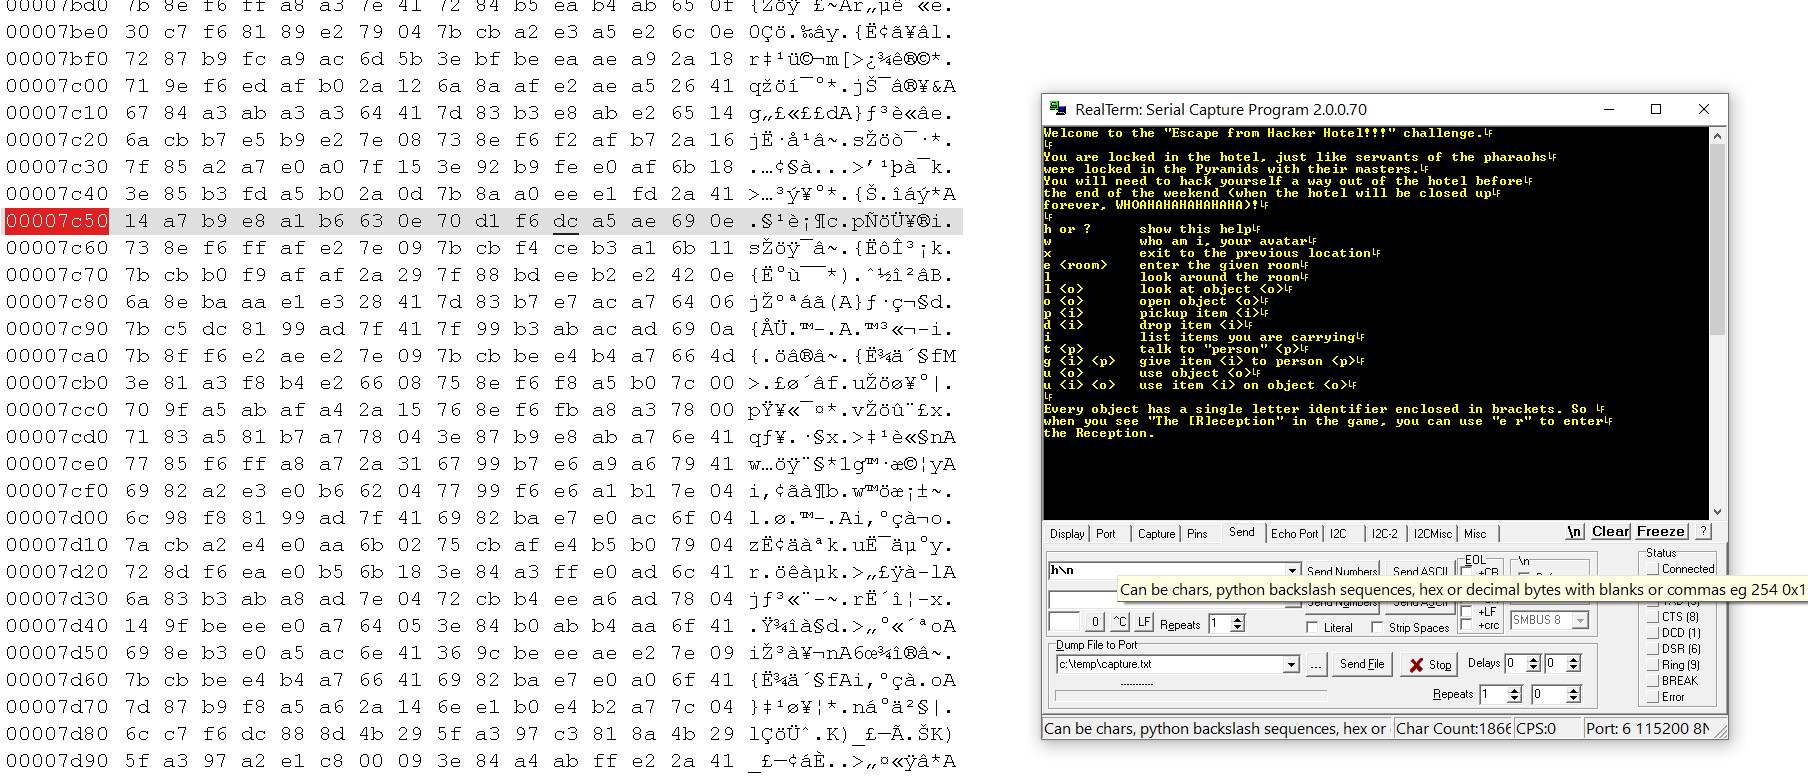 00007bd0 7b 8e f6 ff a8 a3 7e 41 72 84 b5 ea b4 ab 65 0f {Žöÿ¨£~Ar„µê´«e.
00007be0 30 c7 f6 81 89 e2 79 04 7b cb a2 e3 a5 e2 6c 0e 0Çö.‰ây.{Ë¢ã¥âl.
00007bf0 72 87 b9 fc a9 ac 6d 5b 3e bf be ea ae a9 2a 18 r‡¹ü©¬m[>¿¾ê®©*.
00007c00 71 9e f6 ed af b0 2a 12 6a 8a af e2 ae a5 26 41 qžöí¯°*.jŠ¯â®¥&A
00007c10 67 84 a3 ab a3 a3 64 41 7d 83 b3 e8 ab e2 65 14 g„£«££dA}ƒ³è«âe.
00007c20 6a cb b7 e5 b9 e2 7e 08 73 8e f6 f2 af b7 2a 16 jË·å¹â~.sŽöò¯·*.
00007c30 7f 85 a2 a7 e0 a0 7f 15 3e 92 b9 fe e0 af 6b 18 .…¢§à...>’¹þà¯k.
00007c40 3e 85 b3 fd a5 b0 2a 0d 7b 8a a0 ee e1 fd 2a 41 >…³ý¥°*.{Š.îáý*A
00007c50 14 a7 b9 e8 a1 b6 63 0e 70 d1 f6 dc a5 ae 69 0e .§¹è¡¶c.pÑöÜ¥®i.
00007c60 73 8e f6 ff af e2 7e 09 7b cb f4 ce b3 a1 6b 11 sŽöÿ¯â~.{ËôÎ³¡k.
00007c70 7b cb b0 f9 af af 2a 29 7f 88 bd ee b2 e2 42 0e {Ë°ù¯¯*).ˆ½î²âB.
00007c80 6a 8e ba aa e1 e3 28 41 7d 83 b7 e7 ac a7 64 06 jŽºªáã(A}ƒ·ç¬§d.
00007c90 7b c5 dc 81 99 ad 7f 41 7f 99 b3 ab ac ad 69 0a {ÅÜ.™-.A.™³«¬-i.
00007ca0 7b 8f f6 e2 ae e2 7e 09 7b cb be e4 b4 a7 66 4d {.öâ®â~.{Ë¾ä´§fM
00007cb0 3e 81 a3 f8 b4 e2 66 08 75 8e f6 f8 a5 b0 7c 00 >.£ø´âf.uŽöø¥°|.
00007cc0 70 9f a5 ab af a4 2a 15 76 8e f6 fb a8 a3 78 00 pŸ¥«¯¤*.vŽöû¨£x.
00007cd0 71 83 a5 81 b7 a7 78 04 3e 87 b9 e8 ab a7 6e 41 qƒ¥.·§x.>‡¹è«§nA
00007ce0 77 85 f6 ff a8 a7 2a 31 67 99 b7 e6 a9 a6 79 41 w…öÿ¨§*1g™·æ©¦yA
00007cf0 69 82 a2 e3 e0 b6 62 04 77 99 f6 e6 a1 b1 7e 04 i‚¢ãà¶b.w™öæ¡±~.
00007d00 6c 98 f8 81 99 ad 7f 41 69 82 ba e7 e0 ac 6f 04 l.ø.™-.Ai‚ºçà¬o.
00007d10 7a cb a2 e4 e0 aa 6b 02 75 cb af e4 b5 b0 79 04 zË¢äàªk.uË¯äµ°y.
00007d20 72 8d f6 ea e0 b5 6b 18 3e 84 a3 ff e0 ad 6c 41 r.öêàµk.>„£ÿà-lA
00007d30 6a 83 b3 ab a8 ad 7e 04 72 cb b4 ee a6 ad 78 04 jƒ³«¨-~.rË´î¦-x.
00007d40 14 9f be ee e0 a7 64 05 3e 84 b0 ab b4 aa 6f 41 .Ÿ¾îà§d.>„°«´ªoA
00007d50 69 8e b3 e0 a5 ac 6e 41 36 9c be ee ae e2 7e 09 iŽ³à¥¬nA6œ¾î®â~.
00007d60 7b cb be e4 b4 a7 66 41 69 82 ba e7 e0 a0 6f 41 {Ë¾ä´§fAi‚ºçà.oA
00007d70 7d 87 b9 f8 a5 a6 2a 14 6e e1 b0 e4 b2 a7 7c 04 }‡¹ø¥¦*.ná°ä²§|.
00007d80 6c c7 f6 dc 88 8d 4b 29 5f a3 97 c3 81 8a 4b 29 lÇöÜˆ.K)_£—Ã.ŠK)
00007d90 5f a3 97 a2 e1 c8 00 09 3e 84 a4 ab ff e2 2a 41 _£—¢áÈ..>„¤«ÿâ*A
RealTerm: Serial Capture Program 2.0.0.70
Welcome to the "Escape from Hacker Hotel!!!" challenge.LF
LF
You are locked in the hotel, just like servants of the pharaohsLF
were locked in the Pyramids with their masters.LF
You will need to hack yourself a way out of the hotel beforeLF
the end of the weekend (when the hotel will be closed upLF
forever, WHOAHAHAHAHAHA)!LF
LF
h or ? show this helpLF
w who am i, your avatarLF
x exit to the previous locationLF
e <room> enter the given roomLF
l look around the roomLF
l <o> look at object <o>LF
o <o> open object <o>LF
p <i> pickup item <i>LF
d <i> drop item <i>LF
i list items you are carryingLF
t <p> talk to "person" <p>LF
g <i> <p> give item <i> to person <p>LF
u <o> use object <o>LF
u <i> <o> use item <i> on object <o>LF
LF
Every object has a single letter identifier enclosed in brackets. So LF
when you see "The [R]eception" in the game, you can use "e r" to enterLF
the Reception.
Display Port Capture Pins Send Echo Port I2C I2C-2 I2CMisc Misc \n Clear Freeze ?
h\n Send Numbers Send ASCII EOL +CR \n Status Connected
Can be chars, python backslash sequences, hex or decimal bytes with blanks or commas eg 254 0x1
0 ^C LF Repeats 1 Literal Strip Spaces +LF +crc SMBUS 8
CTS (8)
DCD (1)
DSR (6)
Ring (9)
BREAK
Error
Dump File to Port
c:\temp\capture.txt ... Send File Stop Delays 0 0
Repeats 1 0
Can be chars, python backslash sequences, hex or Char Count:1866 CPS:0 Port: 6 115200 8N